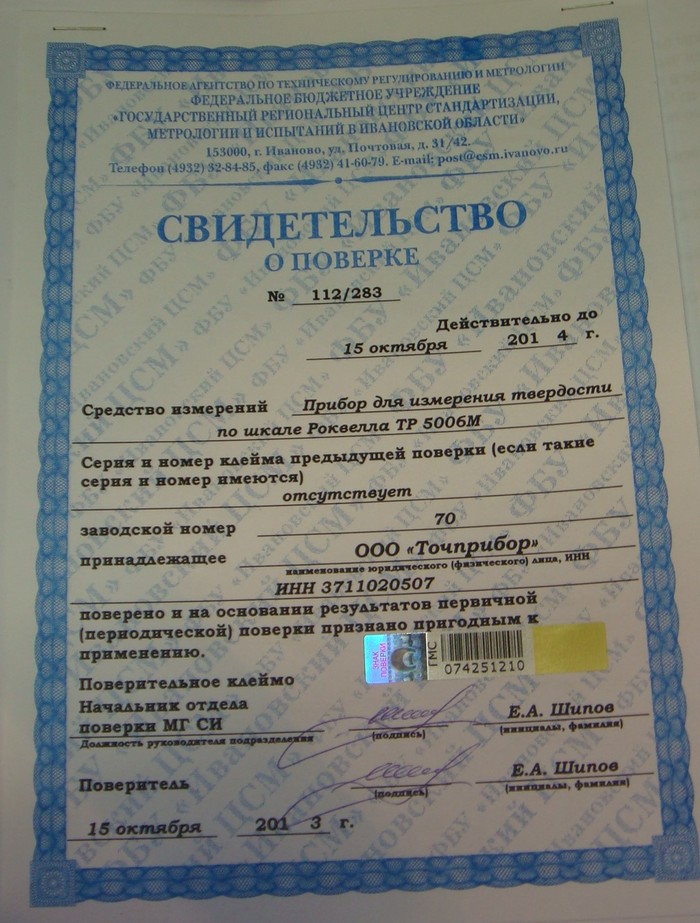 ФЕДЕРАЛЬНОЕ АГЕНТСТВО ПО ТЕХНИЧЕСКОМУ РЕГУЛИРОВАНИЮ И МЕТРОЛОГИИ
ФЕДЕРАЛЬНОЕ БЮДЖЕТНОЕ УЧРЕЖДЕНИЕ
«ГОСУДАРСТВЕННЫЙ РЕГИОНАЛЬНЫЙ ЦЕНТР СТАНДАРТИЗАЦИИ,
МЕТРОЛОГИИ И ИСПЫТАНИЙ В ИВАНОВСКОЙ ОБЛАСТИ»
153000, г. Иваново, ул. Почтовая, д. 31/42.
Телефон (4932) 32-84-85, факс (4932) 41-60-79. E-mail: post@csm.ivanovo.ru
СВИДЕТЕЛЬСТВО
О ПОВЕРКЕ
№ 112/283
Действительно до
15 октября 201 4 г.
Средство измерений Прибор для измерения твердости
по шкале Роквелла ТР 5006М
Серия и номер клейма предыдущей поверки (если такие
серия и номер имеются)
отсутствует
заводской номер 70
принадлежащее ООО «Точприбор»
наименование юридического (физического) лица, ИНН
ИНН 3711020507
поверено и на основании результатов первичной
(периодической) поверки признано пригодным к
применению.
ЗНАК ПОВЕРКИ ГМС 074251210
Поверительное клеймо
Начальник отдела
поверки МГ СИ Е.А. Шипов
Должность руководителя подразделения (подпись) (инициалы, фамилия)
Поверитель Е.А. Шипов
(подпись) (инициалы, фамилия)
15 октября 201 3 г.